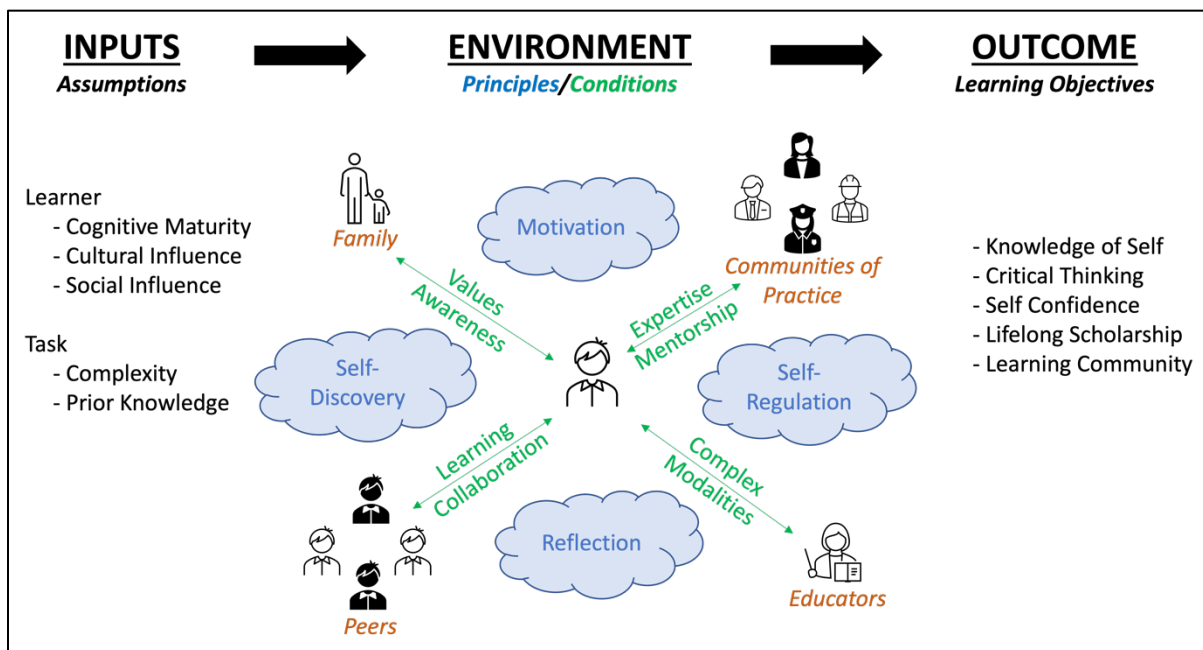 INPUTS
Assumptions
ENVIRONMENT
Principles/Conditions
OUTCOME
Learning Objectives
Learner
- Cognitive Maturity
- Cultural Influence
- Social Influence
Task
- Complexity
- Prior Knowledge
Family
Motivation
Communities of
Practice
Values
Awareness
Expertise
Mentorship
Self-
Discovery
Self-
Regulation
Learning
Collaboration
Complex
Modalities
Reflection
Peers
Educators
- Knowledge of Self
- Critical Thinking
- Self Confidence
- Lifelong Scholarship
- Learning Community